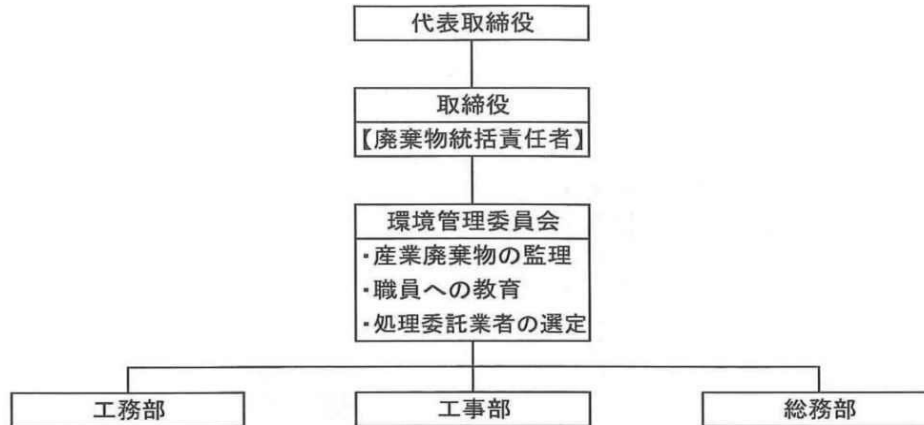 代表取締役
取締役
【廃棄物統括責任者】
環境管理委員会
・産業廃棄物の監理
・職員への教育
・処理委託業者の選定
工務部
工事部
総務部